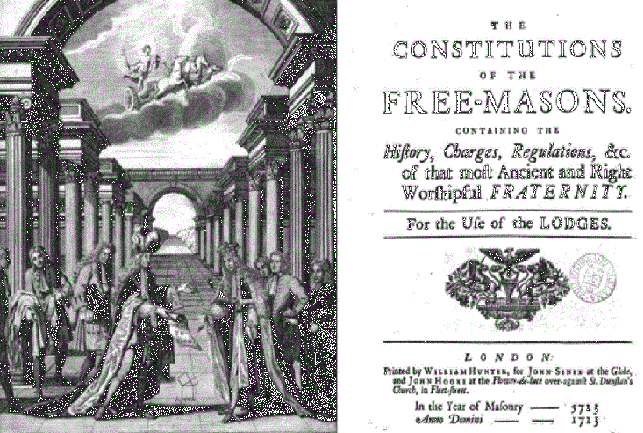 THE
CONSTITUTIONS
OF THE
FREE-MASONS.
CONTAINING THE
Hiſtory, Charges, Regulations, &c.
of that moſt Ancient and Right
Worſhipful FRATERNITY.
For the Uſe of the LODGES.
LONDON:
Printed by WILLIAM HUNTER, for JOHN SENEX at the Globe,
and JOHN HOOKE at the Flower-de-luce over-againſt St. Dunſtan's
Church, in Fleet-ſtreet.
In the Year of Masonry —— 5723
Anno Domini —— —— 1723